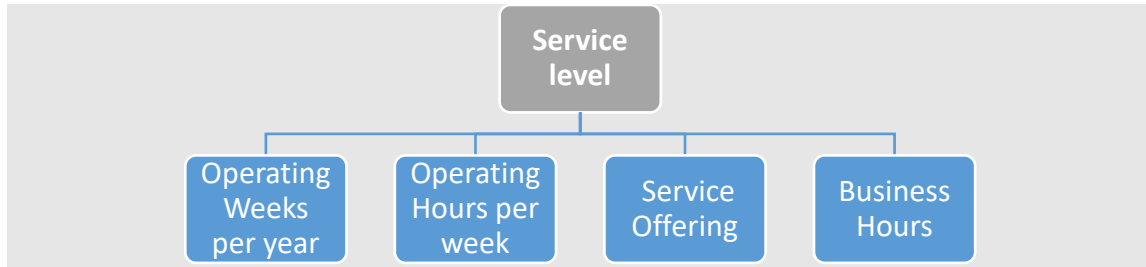 Service
level
Operating
Weeks
per year
Operating
Hours per
week
Service
Offering
Business
Hours